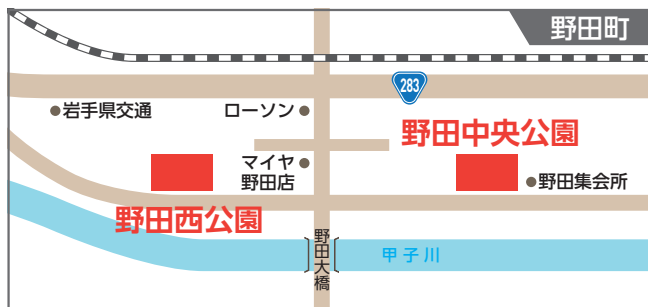 野田町
283
岩手県交通
ローソン
野田中央公園
マイヤ
野田店
野田集会所
野田西公園
野田大橋
甲子川